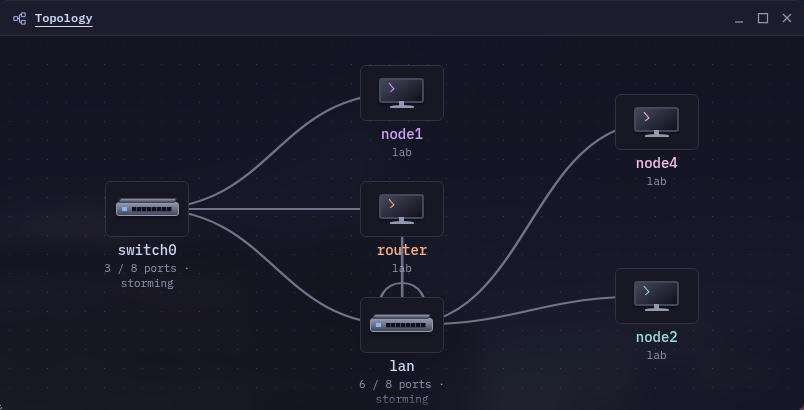 Topology
node1
lab
node4
lab
switch0
3 / 8 ports ·
storming
router
lab
node2
lab
lan
6 / 8 ports ·
storming